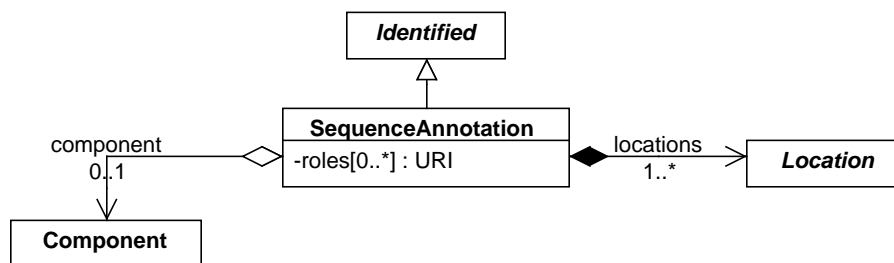 Identified
SequenceAnnotation
component
locations
-roles[0..*] : URI
0..1
1..*
Location
Component